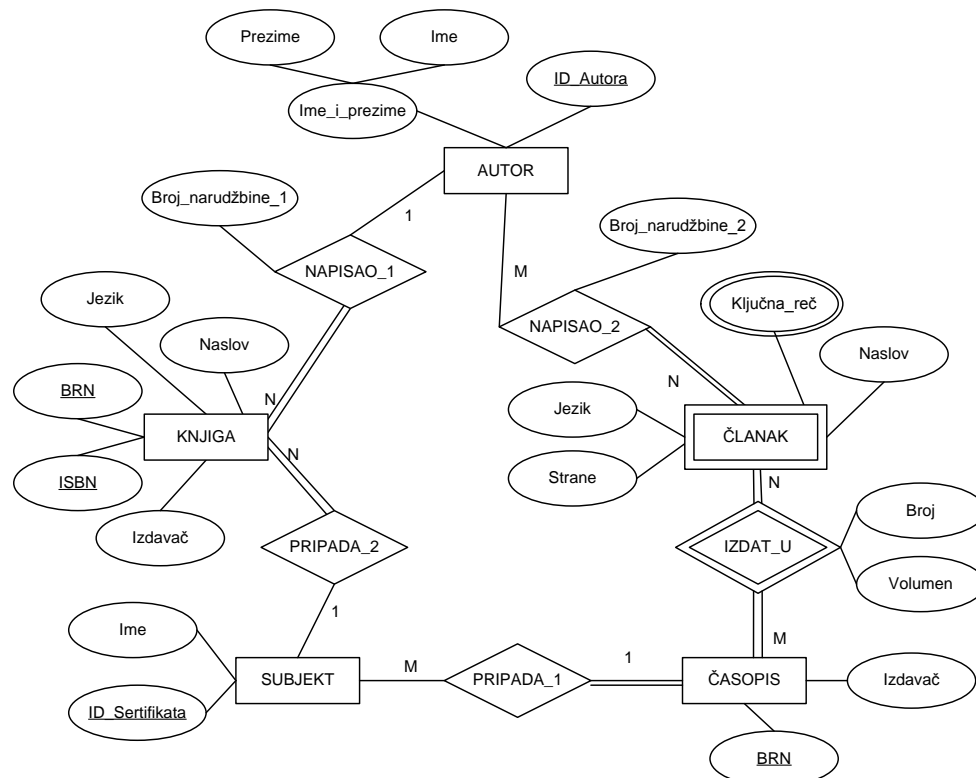 Prezime
Ime
Ime_i_prezime
ID_Autora
AUTOR
Broj_narudžbine_1
1
Broj_narudžbine_2
NAPISAO_1
M
Jezik
Ključna_reč
NAPISAO_2
Naslov
Naslov
BRN
N
N
Jezik
KNJIGA
ČLANAK
N
ISBN
Strane
N
Broj
Izdavač
PRIPADA_2
IZDAT_U
Volumen
1
Ime
M
M
1
SUBJEKT
PRIPADA_1
ČASOPIS
Izdavač
ID_Sertifikata
BRN